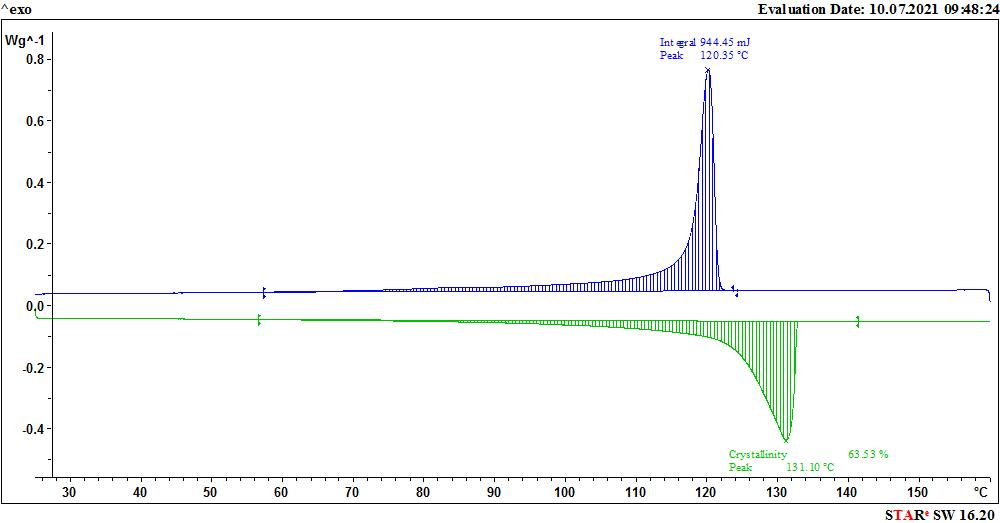 ^exo Evaluation Date: 10.07.2021 09:48:24
Wg^-1
Integral 944.45 mJ
Peak 120.35 °C
0.8
0.6
0.4
0.2
0.0
-0.2
-0.4
Crystallinity 63.53 %
Peak 131.10 °C
30 40 50 60 70 80 90 100 110 120 130 140 150 °C
STARe SW 16.20